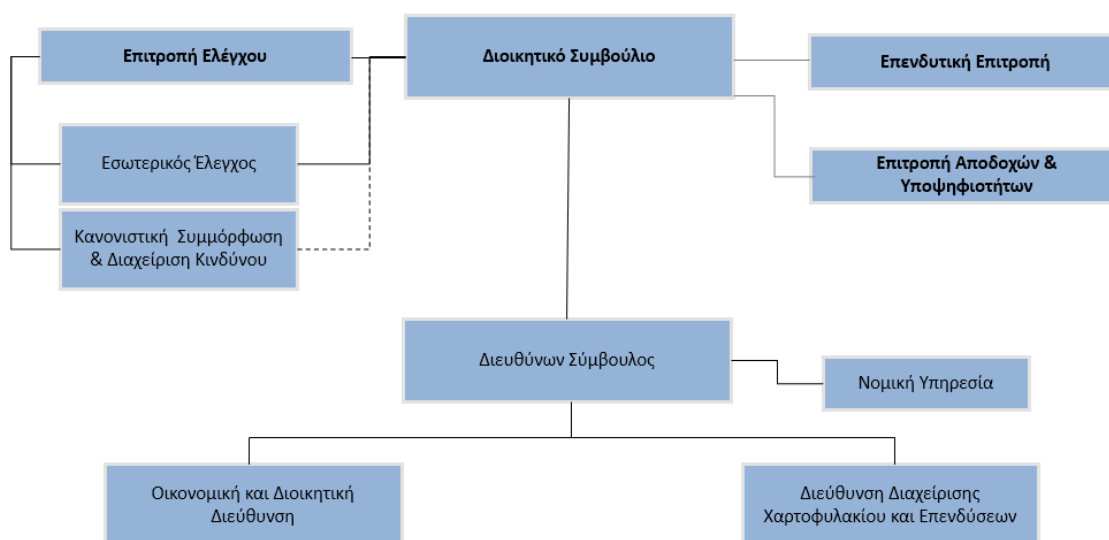 Επιτροπή Ελέγχου
Διοικητικό Συμβούλιο
Επενδυτική Επιτροπή
Εσωτερικός Έλεγχος
Επιτροπή Αποδοχών &
Υποψηφιοτήτων
Κανονιστική Συμμόρφωση
& Διαχείριση Κινδύνου
Διευθύνων Σύμβουλος
Νομική Υπηρεσία
Οικονομική και Διοικητική
Διεύθυνση
Διεύθυνση Διαχείρισης
Χαρτοφυλακίου και Επενδύσεων